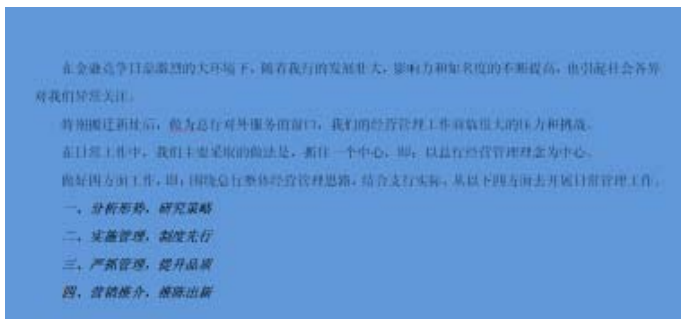 在金融竞争日益激烈的大环境下，随着我行的发展壮大，影响力和知名度的不断提高，也引起社会各界
对我们异常关注。
特别搬迁新址后，做为总行对外服务的窗口，我们的经营管理工作面临很大的压力和挑战。
在日常工作中，我们主要采取的做法是，抓住一个中心，即：以总行经营管理理念为中心。
做好四方面工作，即：围绕总行整体经营管理思路，结合支行实际，从以下四方面去开展日常管理工作。
一、分析形势，研究策略
二、实施管理，制度先行
三、严抓管理，提升品质
四、营销推介，推陈出新